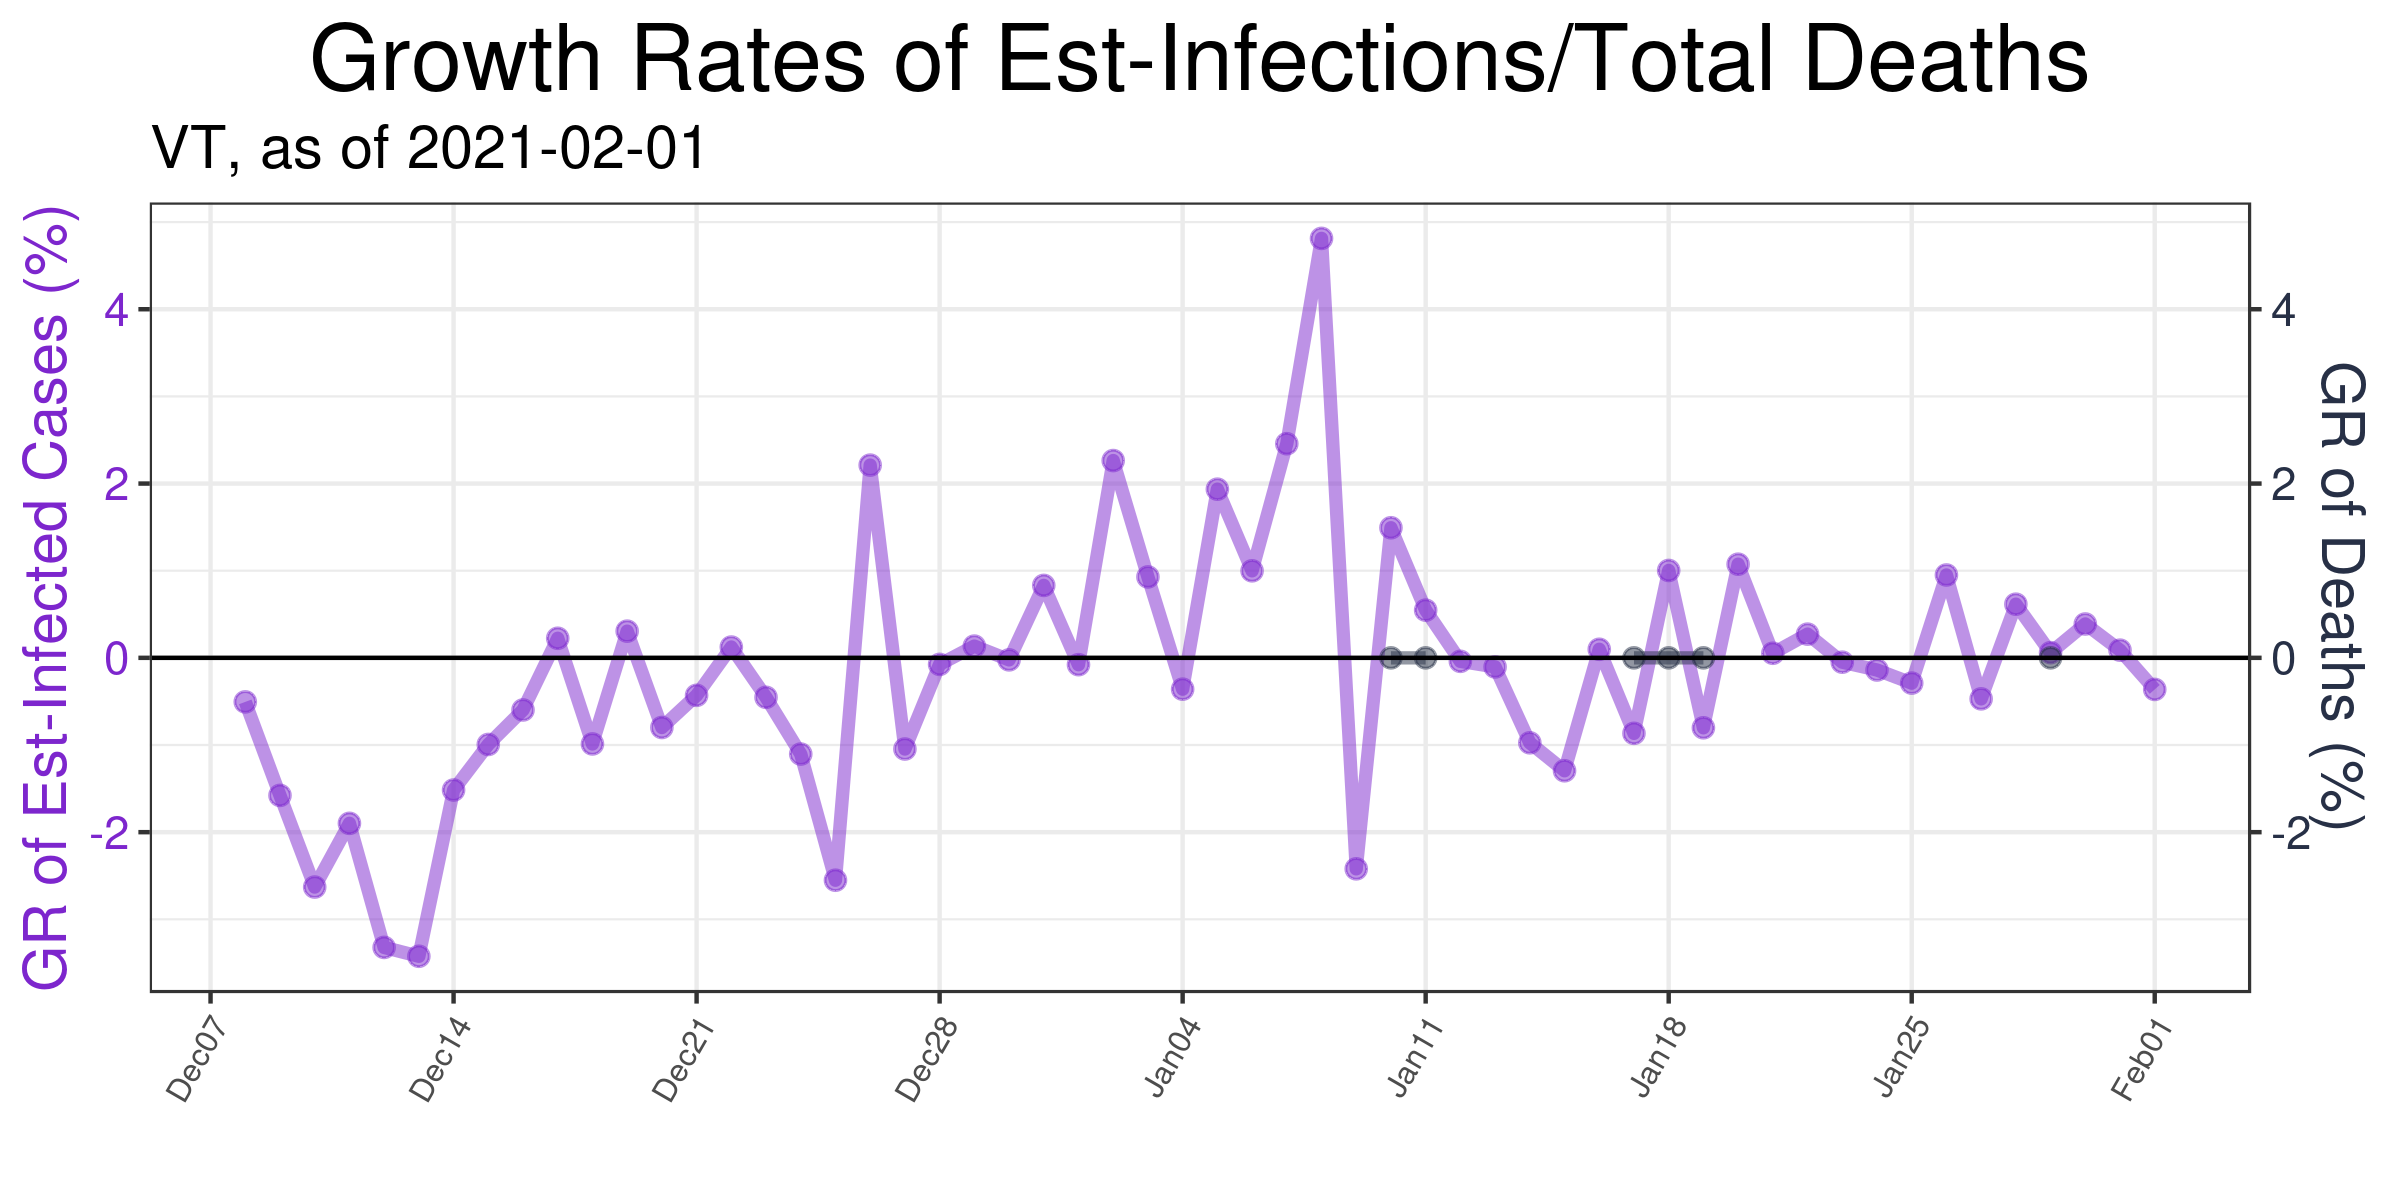 Growth Rates of Est-Infections/Total Deaths
VT, as of 2021-02-01
GR of Est-Infected Cases (%)
4
2
0
-2
4
2
0
-2
GR of Deaths (%)
Dec07
Dec14
Dec21
Dec28
Jan04
Jan11
Jan18
Jan25
Feb01